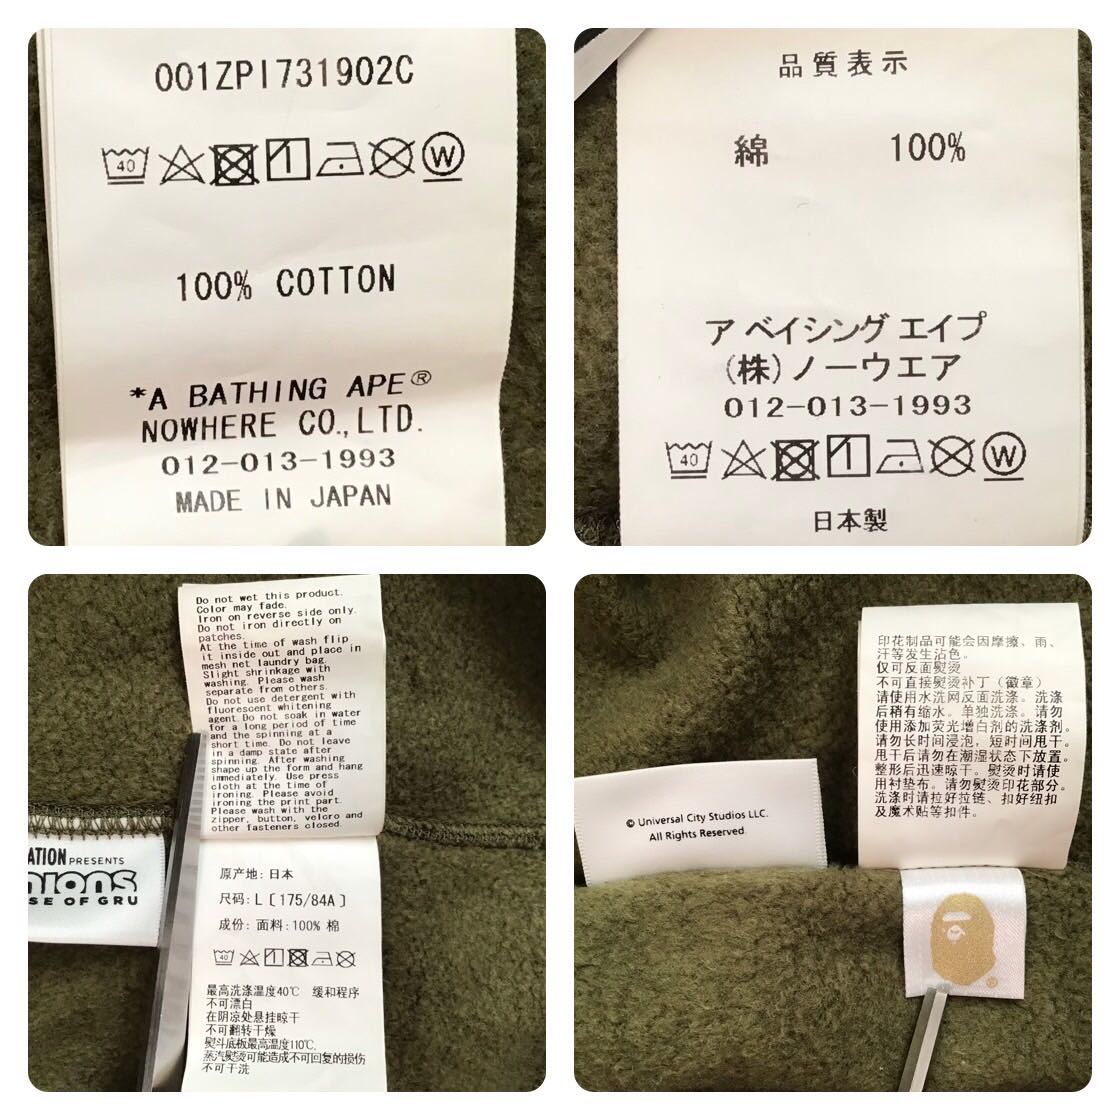 001ZPI731902C
40
W
100% COTTON
*A BATHING APE®
NOWHERE CO.,LTD.
012-013-1993
MADE IN JAPAN
品質表示
綿 100%
ア ベイシング エイプ
(株)ノーウエア
012-013-1993
40
W
日本製
Do not wet this product.
Color may fade.
Iron on reverse side only.
Do not iron directly on
patches.
At the time of wash flip
it inside out and place in
mesh net laundry bag.
Slight shrinkage with
washing. Please wash
separate from others.
Do not use detergent with
fluorescent whitening
agent.Do not soak in water
for a long period of time
and the spinning at a
short time. Do not leave
in a damp state after
spinning. After washing
shape up the form and hang
immediately. Use press
cloth at the time of
ironing. Please avoid
ironing the print part.
Please wash with the
zipper, button, velcro and
other fasteners closed.
ATION PRESENTS
nions
SE OF GRU
原产地: 日本
尺码: L [175/84A]
成份: 面料: 100% 棉
40
最高洗涤温度40℃ 缓和程序
不可漂白
在阴凉处悬挂晾干
不可翻转干燥
熨斗底板最高温度110℃.
蒸汽熨烫可能造成不可回复的损伤
不可干洗
印花制品可能会因摩擦、雨、
汗等发生沾色。
仅可反面熨烫
不可直接熨烫补丁（徽章）
请使用水洗网反面洗涤。洗涤
后稍有缩水。单独洗涤。请勿
使用添加荧光增白剂的洗涤剂。
请勿长时间浸泡，短时间甩干。
甩干后请勿在潮湿状态下放置。
整形后迅速晾干。熨烫时请使
用衬垫布。请勿熨烫印花部分。
洗涤时请拉好拉链、扣好纽扣
及魔术贴等扣件。
© Universal City Studios LLC.
All Rights Reserved
®